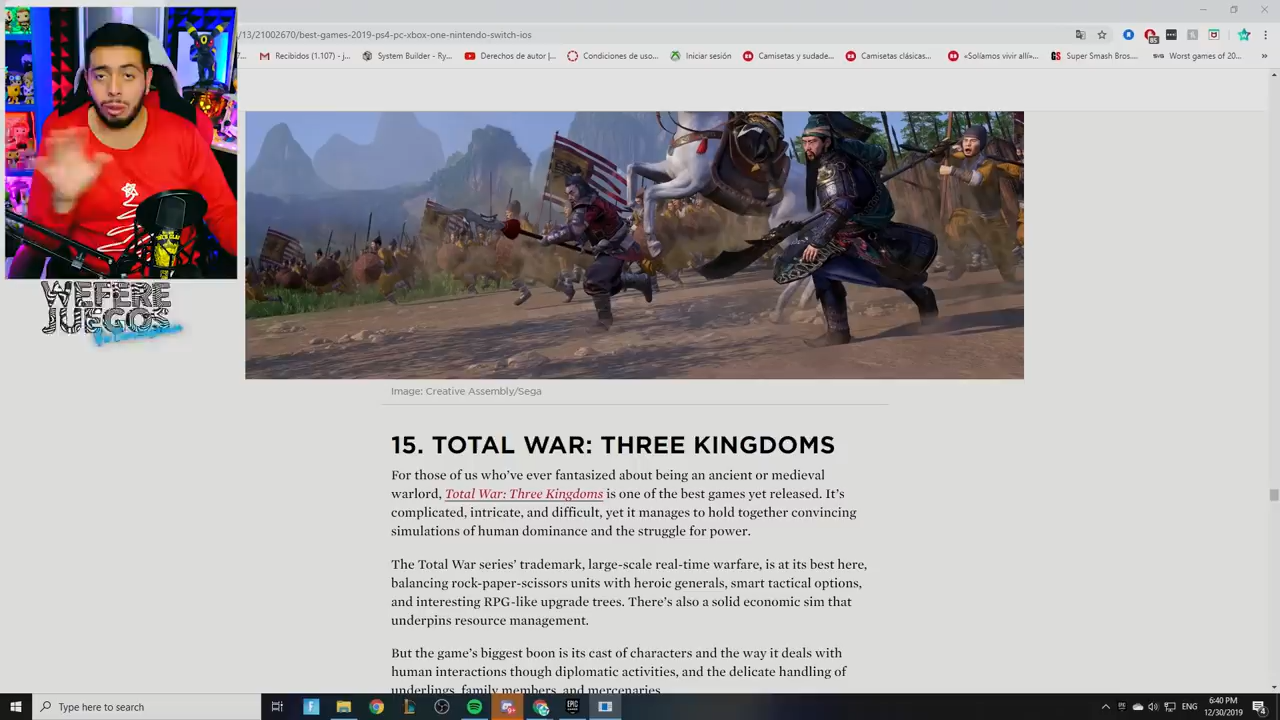 /13/21002670/best-games-2019-ps4-pc-xbox-one-nintendo-switch-ios
Recibidos (1.107) - j...
System Builder - Ry...
Derechos de autor |...
Condiciones de uso...
Iniciar sesión
Camisetas y sudade...
Camisetas clásicas...
«Solíamos vivir allí»...
Super Smash Bros....
Worst games of 20...
WEFERE
JUEGOS
Image: Creative Assembly/Sega
15. TOTAL WAR: THREE KINGDOMS
For those of us who've ever fantasized about being an ancient or medieval
warlord, Total War: Three Kingdoms is one of the best games yet released. It's
complicated, intricate, and difficult, yet it manages to hold together convincing
simulations of human dominance and the struggle for power.
The Total War series' trademark, large-scale real-time warfare, is at its best here,
balancing rock-paper-scissors units with heroic generals, smart tactical options,
and interesting RPG-like upgrade trees. There's also a solid economic sim that
underpins resource management.
But the game's biggest boon is its cast of characters and the way it deals with
human interactions though diplomatic activities, and the delicate handling of
underlings, family members, and mercenaries.
Type here to search
ENG
6:40 PM
12/30/2019